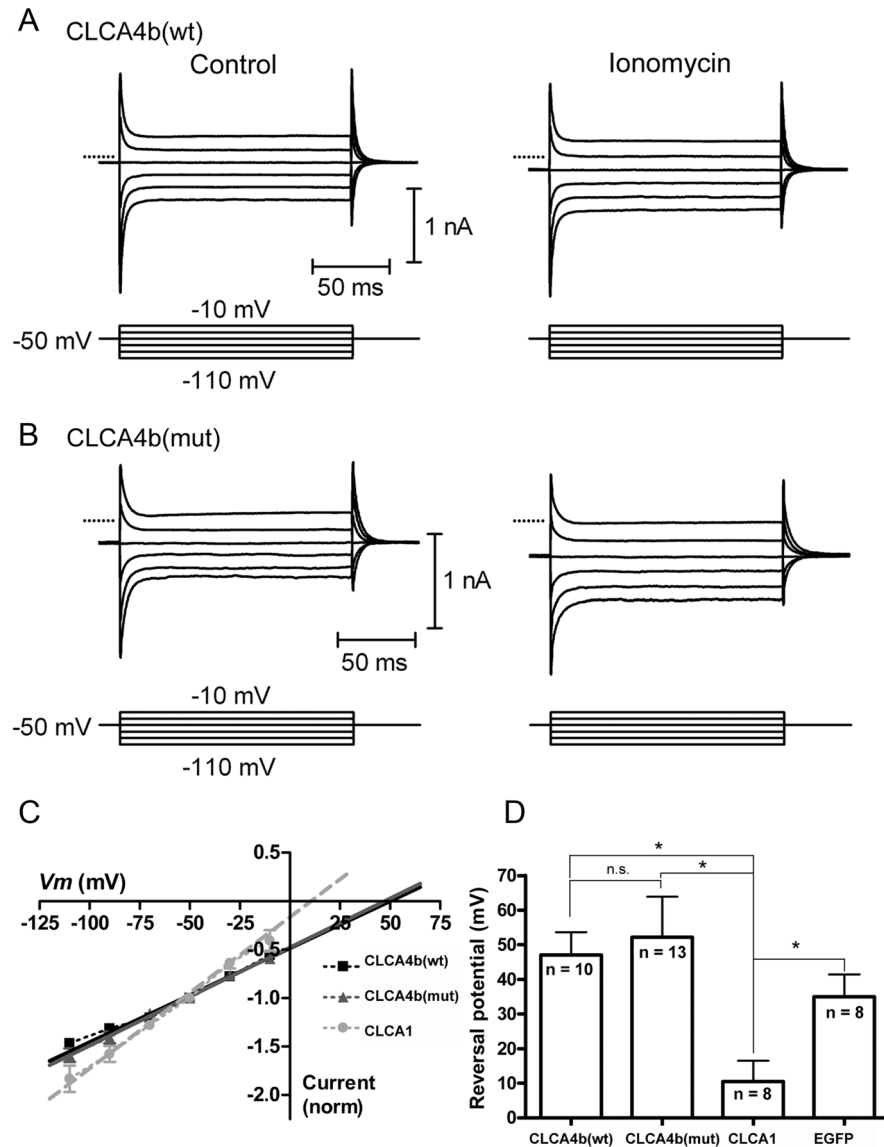 A
CLCA4b(wt)
Control
Ionomycin
1 nA
50 ms
-10 mV
-50 mV
-110 mV
B
CLCA4b(mut)
1 nA
50 ms
-10 mV
-50 mV
-110 mV
C
Vm (mV)
0.5
-125 -100 -75 -50 -25 25 50 75
-0.5
-1.0
-1.5
-2.0
CLCA4b(wt)
CLCA4b(mut)
CLCA1
Current
(norm)
D
Reversal potential (mV)
70
60
50
40
30
20
10
0
*
n.s.
*
*
n = 10
n = 13
n = 8
n = 8
CLCA4b(wt) CLCA4b(mut) CLCA1 EGFP